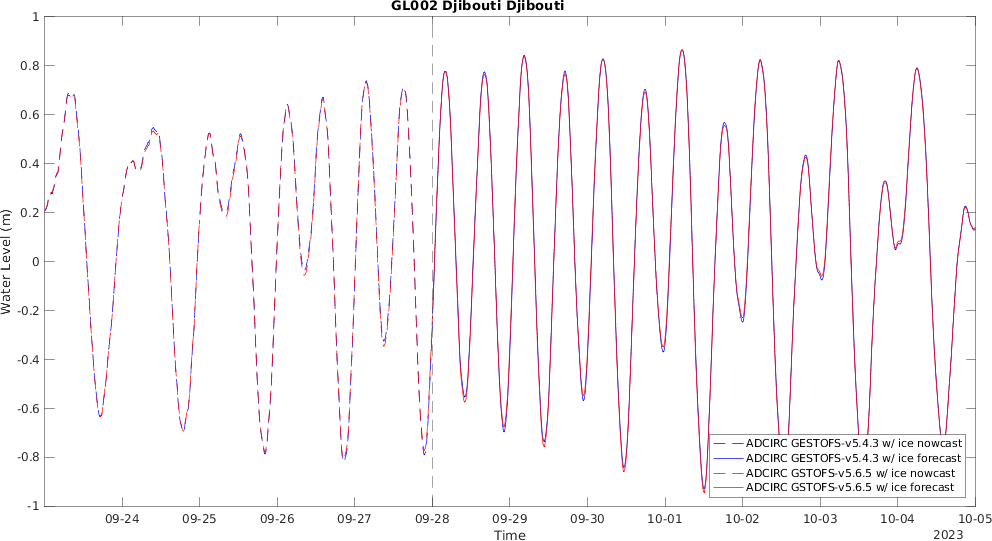 GL002 Djibouti Djibouti
1
0.8
0.6
0.4
0.2
0
-0.2
-0.4
-0.6
-0.8
-1
Water Level (m)
ADCIRC GESTOFS-v5.4.3 w/ ice nowcast
ADCIRC GESTOFS-v5.4.3 w/ ice forecast
ADCIRC GSTOFS-v5.6.5 w/ ice nowcast
ADCIRC GSTOFS-v5.6.5 w/ ice forecast
09-24 09-25 09-26 09-27 09-28 09-29 09-30 10-01 10-02 10-03 10-04 10-05
Time
2023